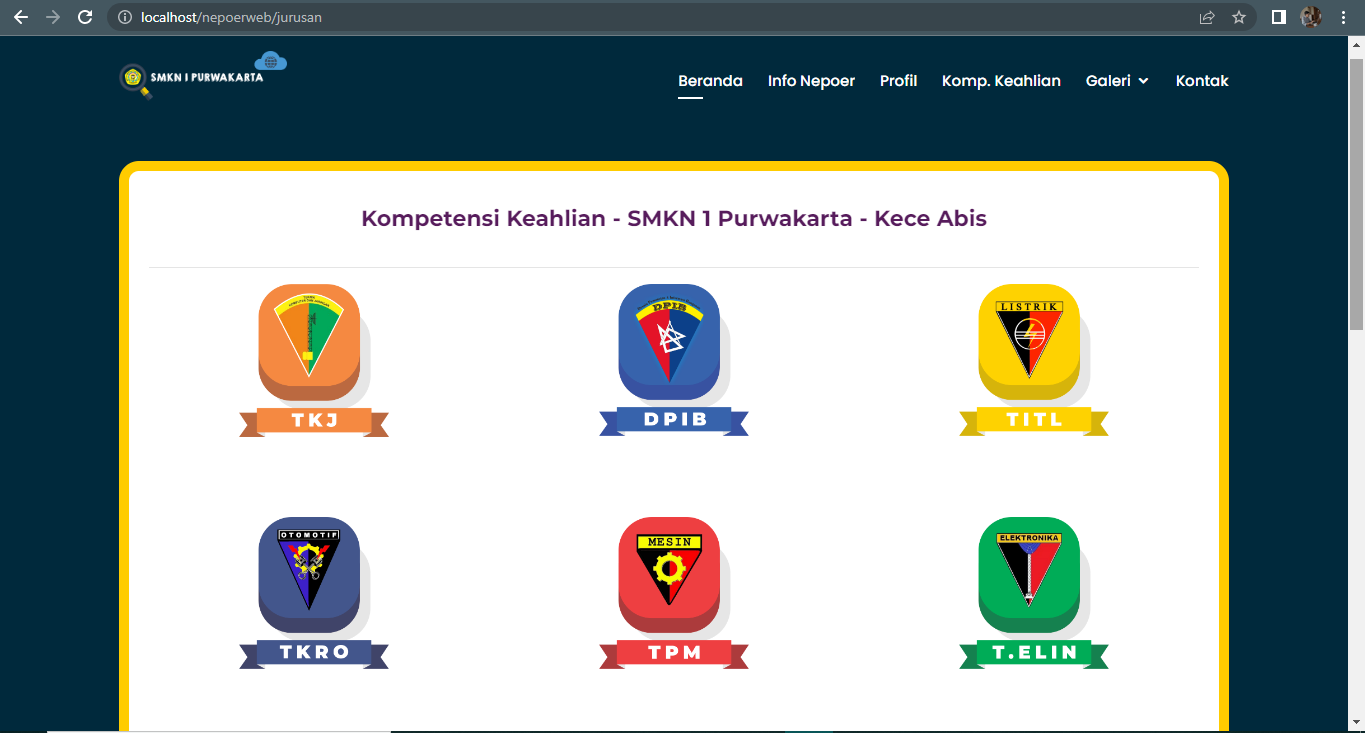 localhost/nepoerweb/jurusan
SMKN 1 PURWAKARTA
Beranda Info Nepoer Profil Komp. Keahlian Galeri Kontak
Kompetensi Keahlian - SMKN 1 Purwakarta - Kece Abis
DPIB
LISTRIK
TKJ DPIB TITL
OTOMOTIF
MESIN
ELEKTRONIKA
TKRO TPM T.ELIN